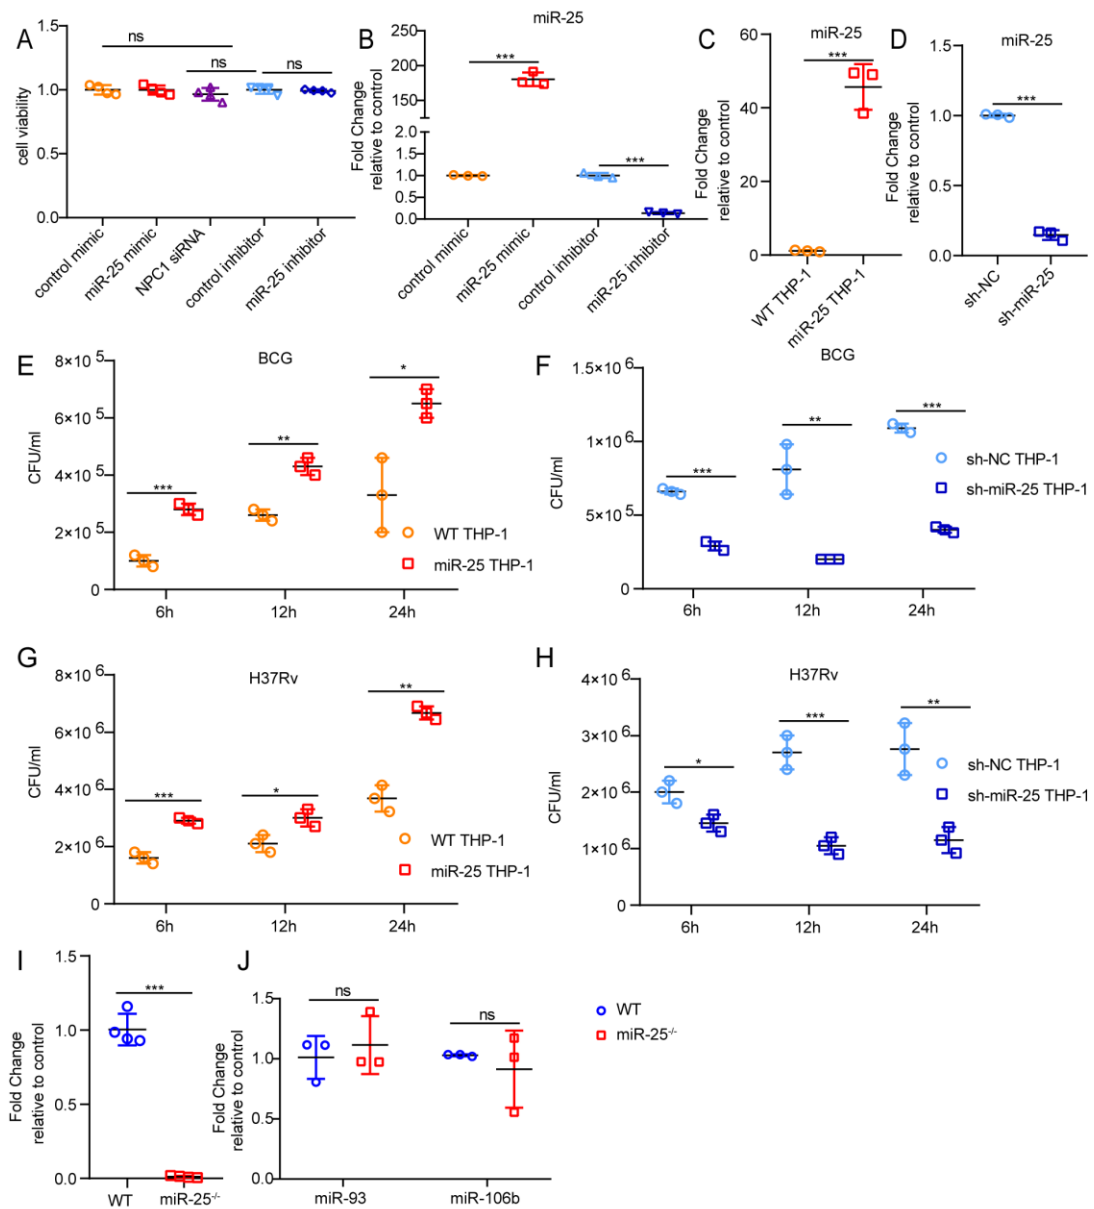 A
1.5
1.0
0.5
0.0
cell viability
ns
ns
ns
control mimic
miR-25 mimic
NPC1 siRNA
control inhibitor
miR-25 inhibitor
B
miR-25
250
200
150
2.0
1.5
1.0
0.5
0.0
Fold Change
relative to control
***
***
control mimic
miR-25 mimic
control inhibitor
miR-25 inhibitor
C
miR-25
60
40
20
0
Fold Change
relative to control
***
WT THP-1
miR-25 THP-1
D
miR-25
1.5
1.0
0.5
0.0
Fold Change
relative to control
***
sh-NC
sh-miR-25
E
BCG
8×10 5
6×10 5
4×10 5
2×10 5
0
CFU/ml
***
**
*
WT THP-1
miR-25 THP-1
6h
12h
24h
F
BCG
1.5×10 6
1×10 6
5×10 5
0
CFU/ml
***
**
***
sh-NC THP-1
sh-miR-25 THP-1
6h
12h
24h
G
H37Rv
8×10 6
6×10 6
4×10 6
2×10 6
0
CFU/ml
***
*
**
WT THP-1
miR-25 THP-1
6h
12h
24h
H
H37Rv
4×10 6
3×10 6
2×10 6
1×10 6
0
CFU/ml
*
***
**
sh-NC THP-1
sh-miR-25 THP-1
6h
12h
24h
I
1.5
1.0
0.5
0.0
Fold Change
relative to control
***
WT
miR-25-/-
J
1.5
1.0
0.5
0.0
Fold Change
relative to control
ns
ns
miR-93
miR-106b
WT
miR-25-/-